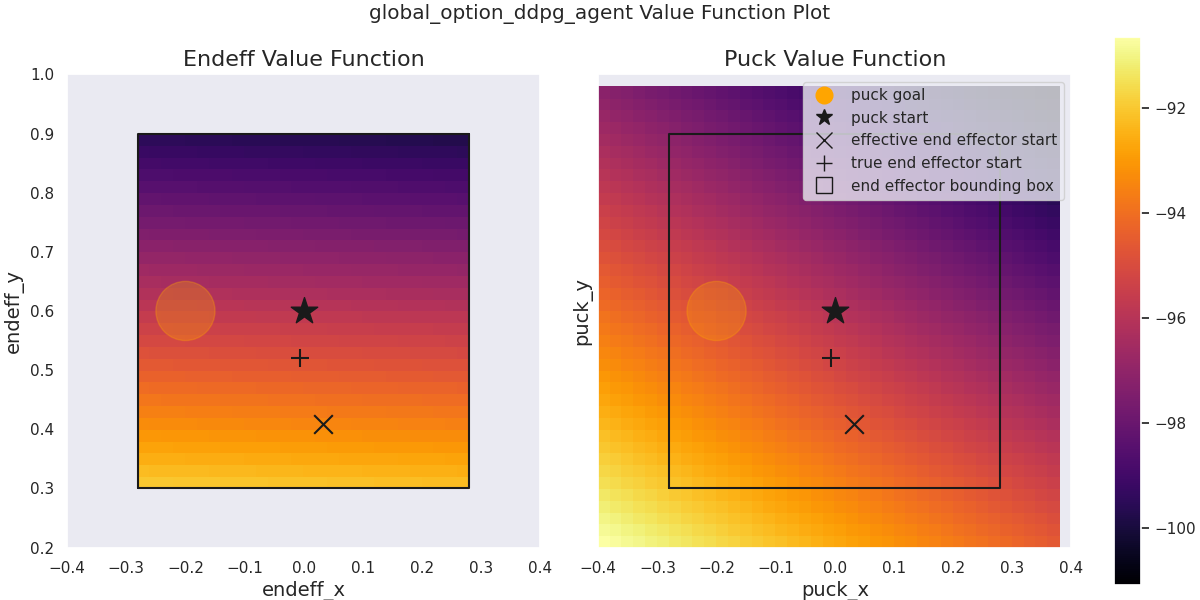 global_option_ddpg_agent Value Function Plot
Endeff Value Function
1.0
0.9
0.8
0.7
0.6
0.5
0.4
0.3
0.2
endeff_y
−0.4 −0.3 −0.2 −0.1 0.0 0.1 0.2 0.3 0.4
endeff_x
Puck Value Function
puck goal
puck start
effective end effector start
true end effector start
end effector bounding box
puck_y
−0.4 −0.3 −0.2 −0.1 0.0 0.1 0.2 0.3 0.4
puck_x
−92
−94
−96
−98
−100